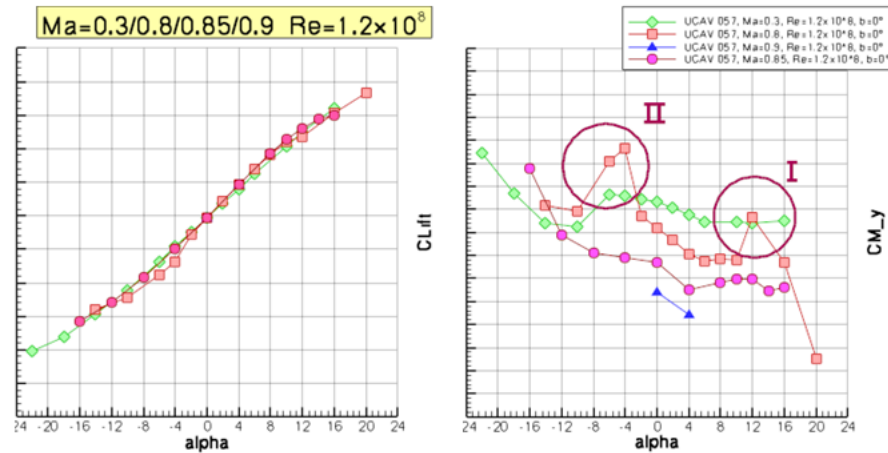 Ma=0.3/0.8/0.85/0.9 Re=1.2×10⁸
UCAV 057, Ma=0.3, Re=1.2×10*8, b=0°
UCAV 057, Ma=0.8, Re=1.2×10*8, b=0°
UCAV 057, Ma=0.9, Re=1.2×10*8, b=0°
UCAV 057, Ma=0.85, Re=1.2×10*8, b=0°
II
I
CLift
CM_y
24 -20 -16 -12 -8 -4 0 4 8 12 16 20 24
alpha
24 -20 -16 -12 -8 -4 0 4 8 12 16 20 24
alpha